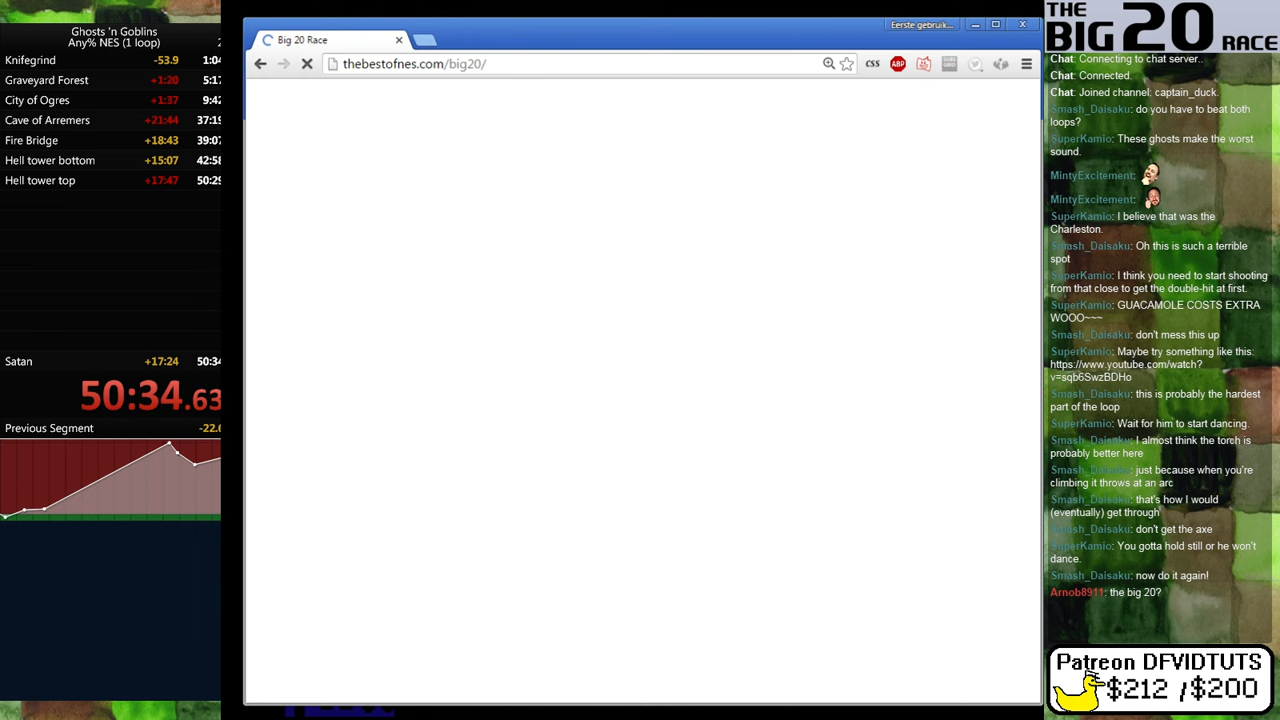 Ghosts 'n Goblins
Any% NES (1 loop)
Knifegrind -53.9 1:04
Graveyard Forest +1:20 5:17
City of Ogres +1:37 9:42
Cave of Arremers +21:44 37:19
Fire Bridge +18:43 39:07
Hell tower bottom +15:07 42:58
Hell tower top +17:47 50:29
Satan +17:24 50:34
50:34.63
Previous Segment -22.6
Eerste gebruik...
Big 20 Race
thebestofnes.com/big20/
css
ABP
THE
BIG 20 RACE
Chat: Connecting to chat server..
Chat: Connected.
Chat: Joined channel: captain_duck.
Smash_Daisaku: do you have to beat both
loops?
SuperKamio: These ghosts make the worst
sound.
MintyExcitement:
MintyExcitement:
SuperKamio: I believe that was the
Charleston.
Smash_Daisaku: Oh this is such a terrible
spot
SuperKamio: I think you need to start shooting
from that close to get the double-hit at first.
SuperKamio: GUACAMOLE COSTS EXTRA
WOOO~~~
Smash_Daisaku: don't mess this up
SuperKamio: Maybe try something like this:
https://www.youtube.com/watch?
v=sqb6SwzBDHo
Smash_Daisaku: this is probably the hardest
part of the loop
SuperKamio: Wait for him to start dancing.
Smash_Daisaku: I almost think the torch is
probably better here
Smash_Daisaku: just because when you're
climbing it throws at an arc
Smash_Daisaku: that's how I would
(eventually) get through
Smash_Daisaku: don't get the axe
SuperKamio: You gotta hold still or he won't
dance.
Smash_Daisaku: now do it again!
Arnob8911: the big 20?
Patreon DFVIDTUTS
$212 /$200